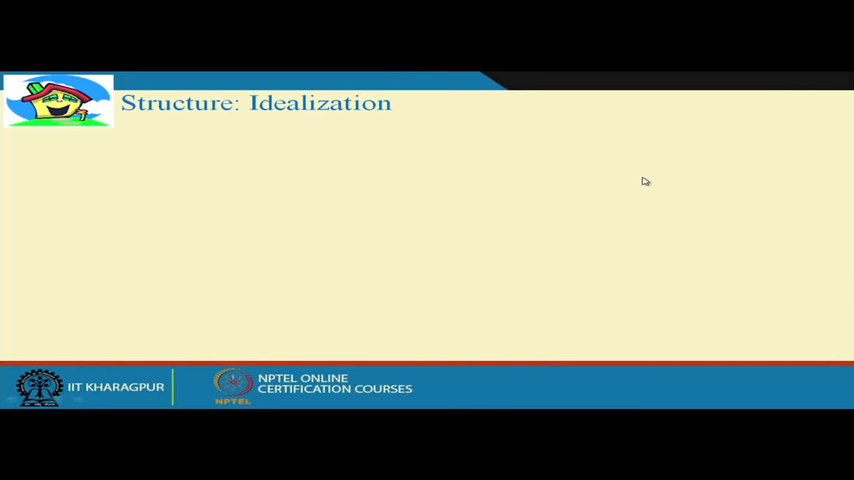 Structure: Idealization
IIT KHARAGPUR
NPTEL ONLINE
CERTIFICATION COURSES
NPTEL